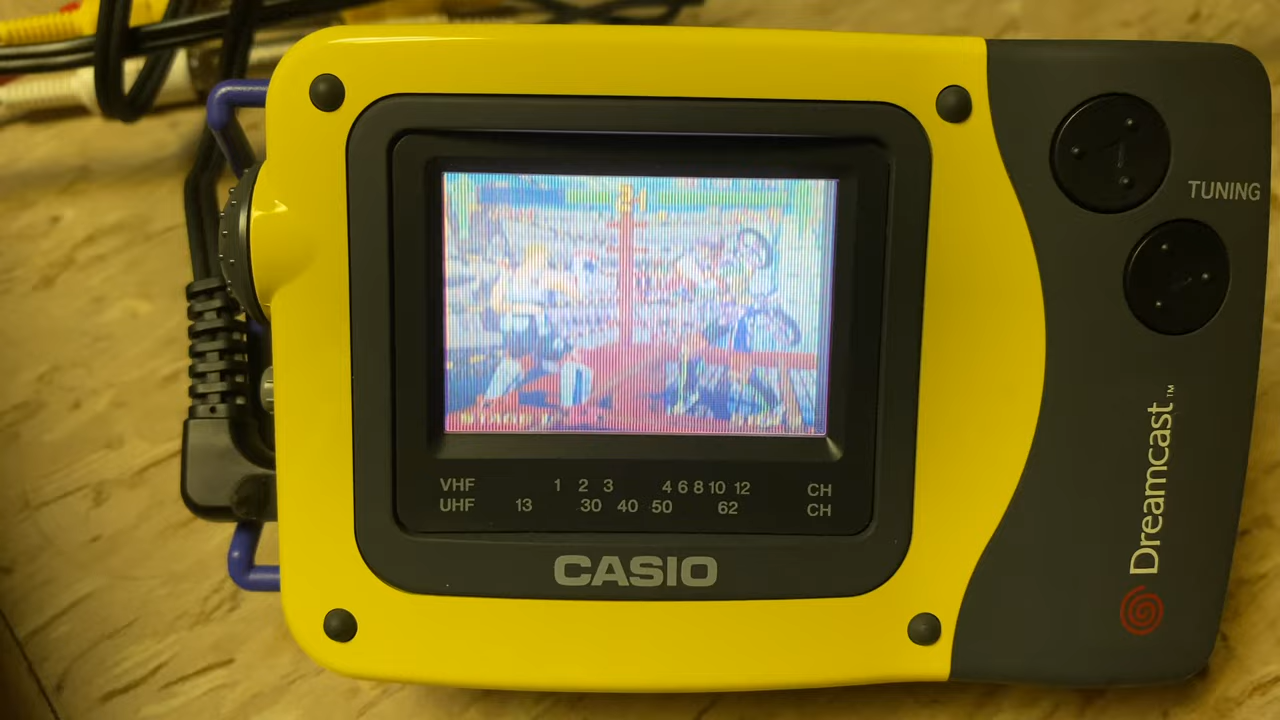 TUNING
VHF 1 2 3 4 6 8 10 12 CH
UHF 13 30 40 50 62 CH
CASIO
Dreamcast™